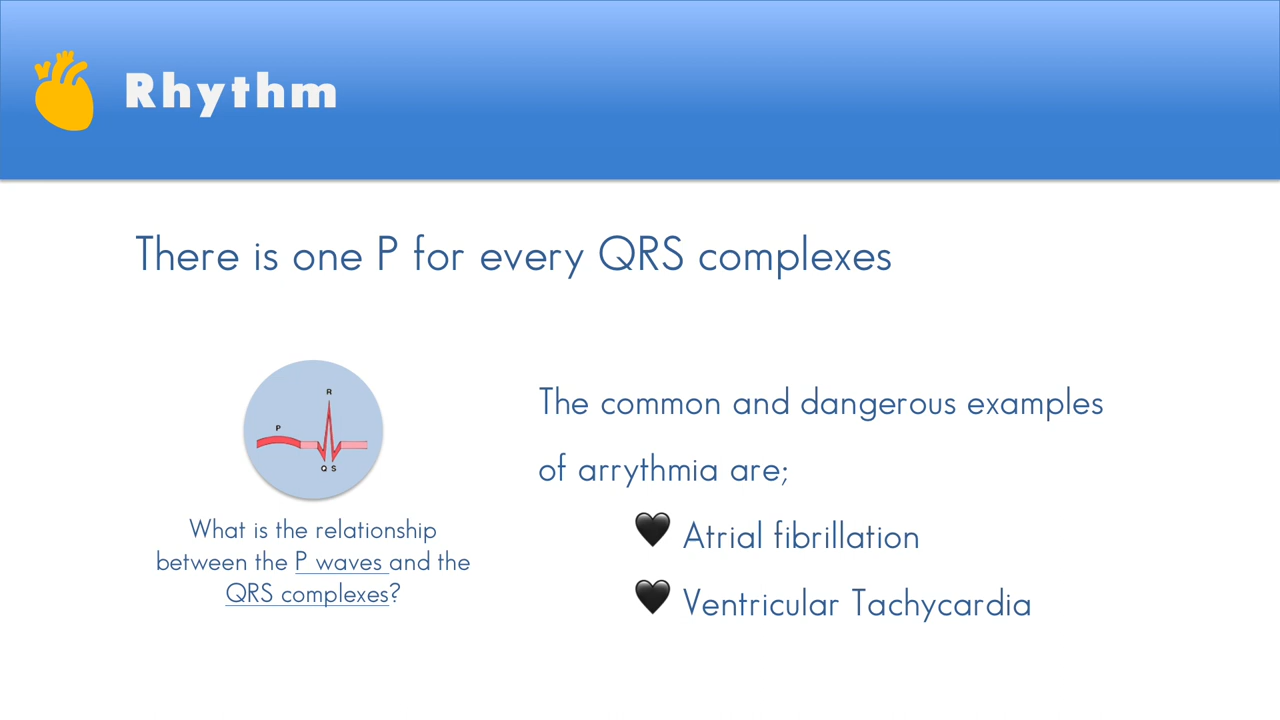 Rhythm
There is one P for every QRS complexes
R
P
Q S
What is the relationship
between the P waves and the
QRS complexes?
The common and dangerous examples
of arrythmia are;
🖤 Atrial fibrillation
🖤 Ventricular Tachycardia